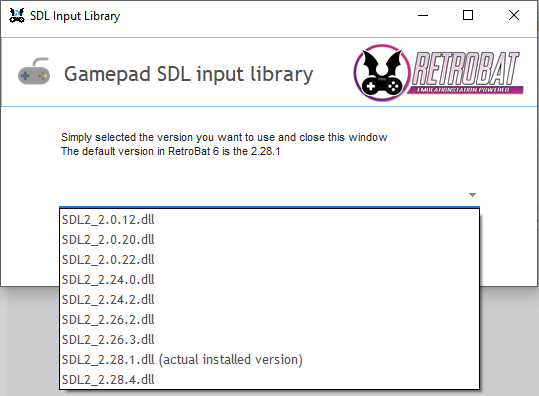 SDL Input Library
Gamepad SDL input library
RETROBAT
EMULATIONSTATION POWERED
Simply selected the version you want to use and close this window
The default version in RetroBat 6 is the 2.28.1
SDL2_2.0.12.dll
SDL2_2.0.20.dll
SDL2_2.0.22.dll
SDL2_2.24.0.dll
SDL2_2.24.2.dll
SDL2_2.26.2.dll
SDL2_2.26.3.dll
SDL2_2.28.1.dll (actual installed version)
SDL2_2.28.4.dll